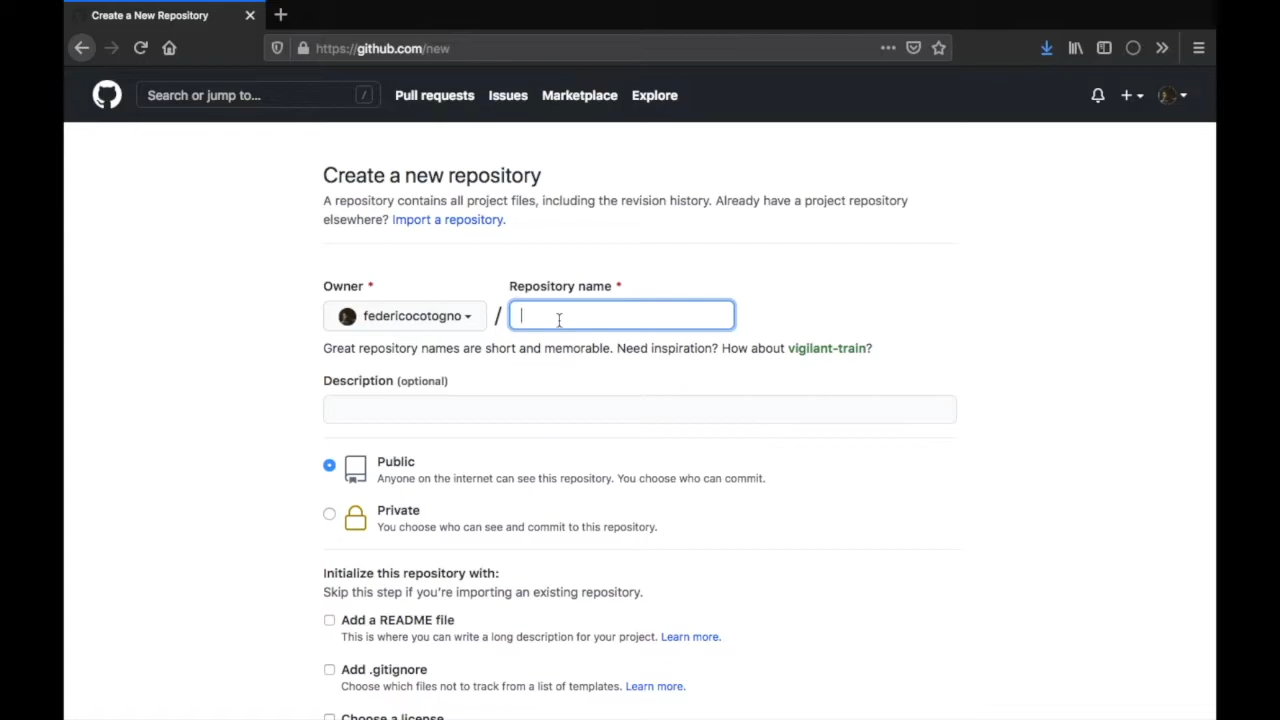 Create a New Repository
https://github.com/new
Search or jump to... /
Pull requests Issues Marketplace Explore
Create a new repository
A repository contains all project files, including the revision history. Already have a project repository
elsewhere? Import a repository.
Owner * Repository name *
federicocotogno /
Great repository names are short and memorable. Need inspiration? How about vigilant-train?
Description (optional)
Public
Anyone on the internet can see this repository. You choose who can commit.
Private
You choose who can see and commit to this repository.
Initialize this repository with:
Skip this step if you're importing an existing repository.
Add a README file
This is where you can write a long description for your project. Learn more.
Add .gitignore
Choose which files not to track from a list of templates. Learn more.
Choose a license